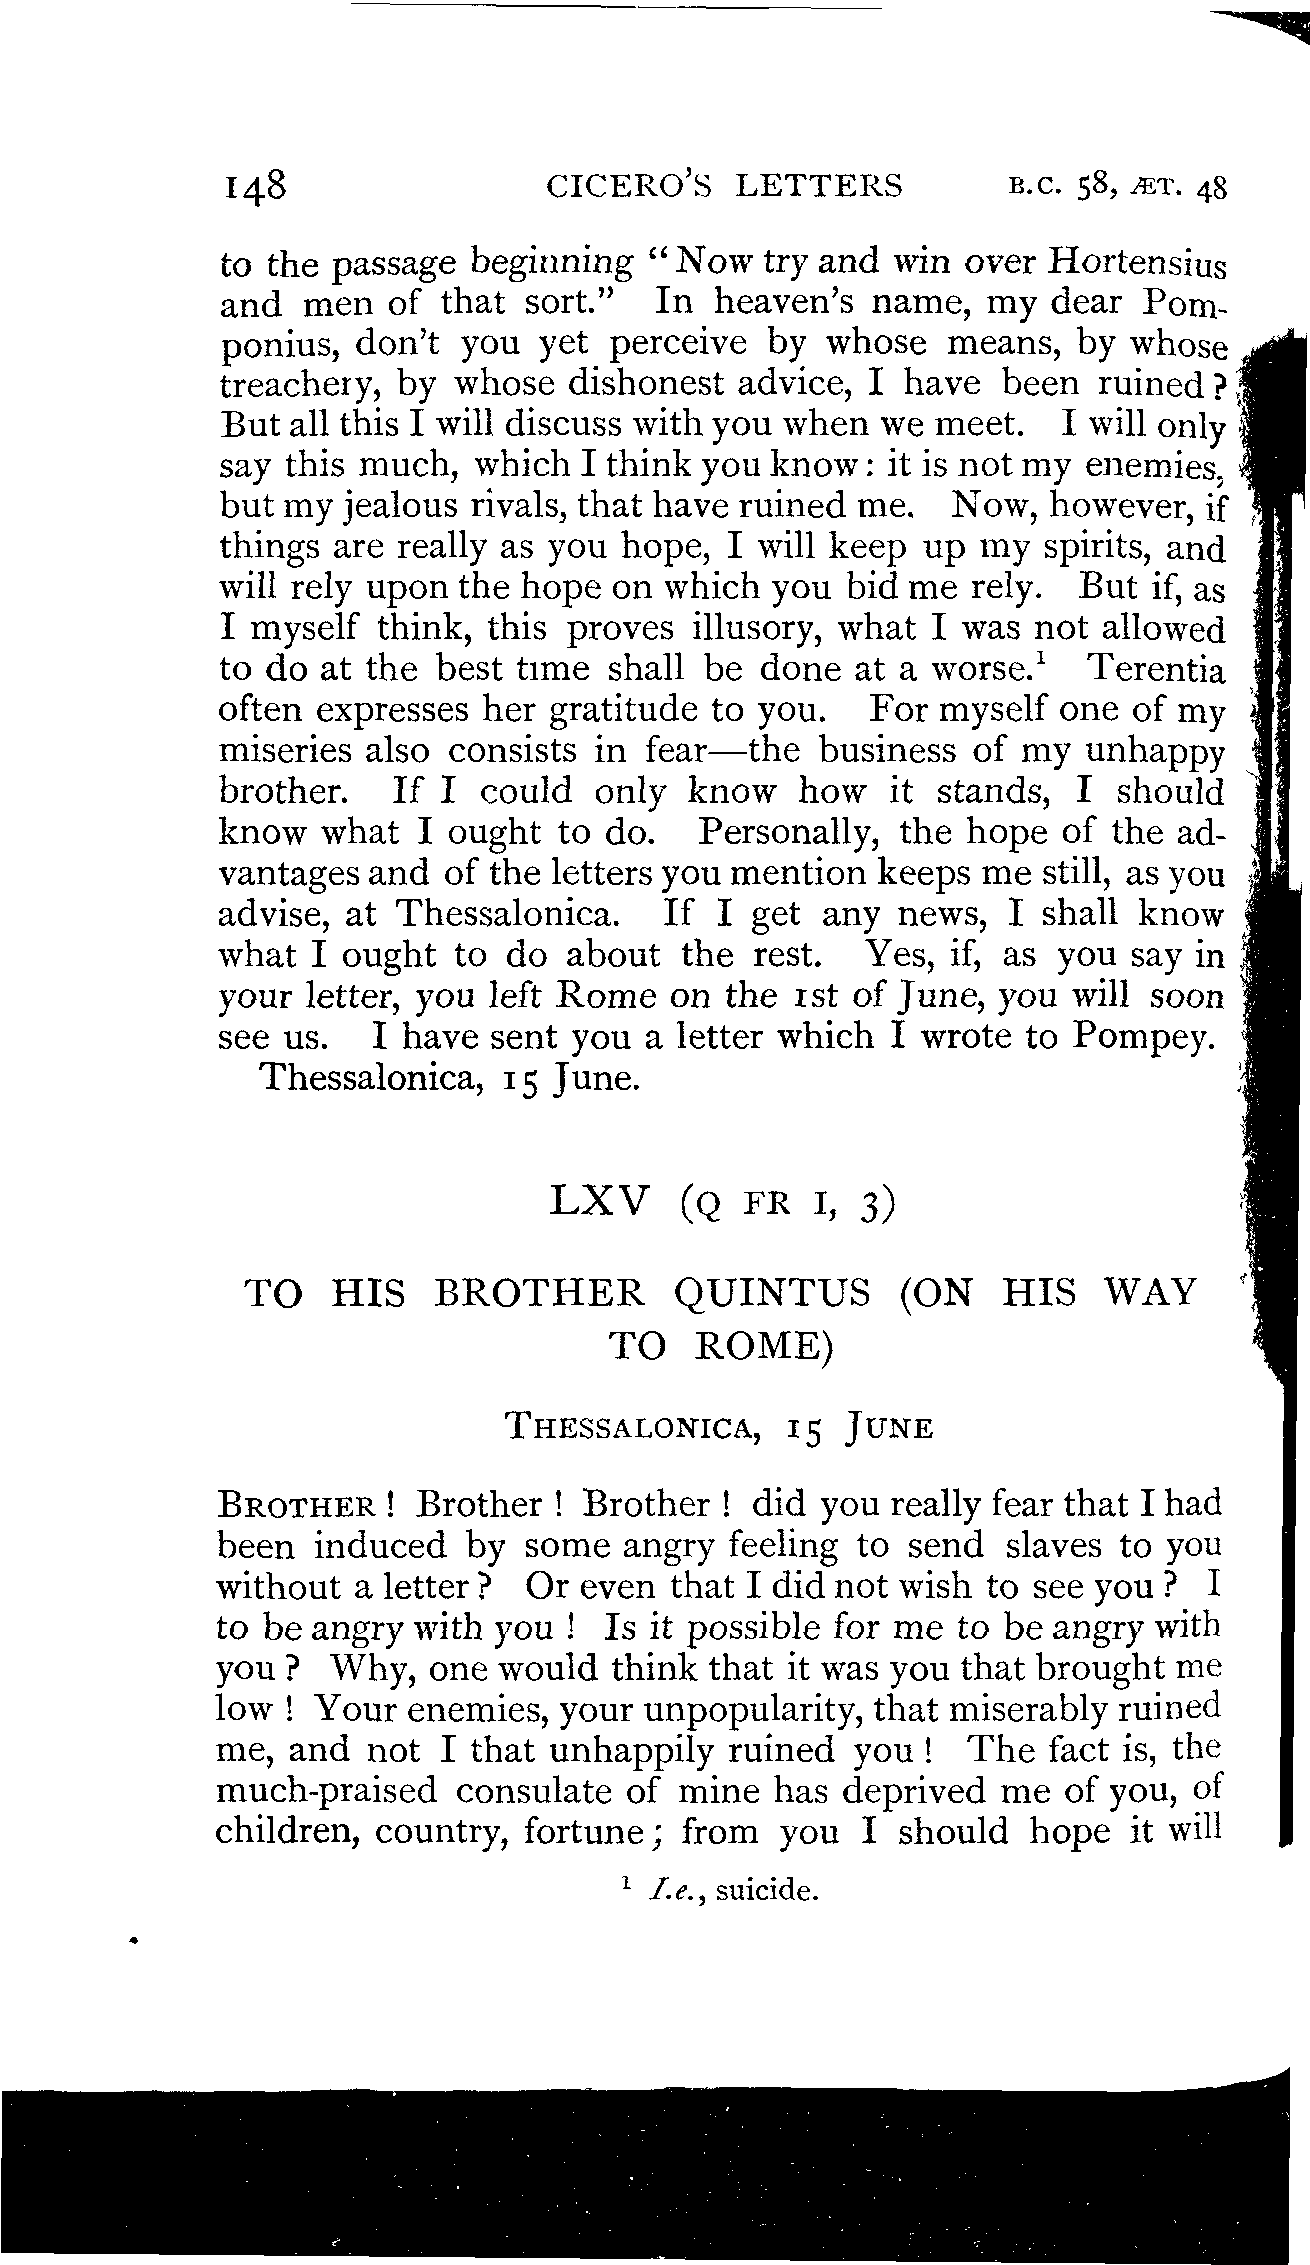 148 CICERO'S LETTERS B.C. 58, ÆT. 48
to the passage beginning “Now try and win over Hortensius
and men of that sort.” In heaven's name, my dear Pom-
ponius, don't you yet perceive by whose means, by whose
treachery, by whose dishonest advice, I have been ruined?
But all this I will discuss with you when we meet. I will only
say this much, which I think you know: it is not my enemies,
but my jealous rivals, that have ruined me. Now, however, if
things are really as you hope, I will keep up my spirits, and
will rely upon the hope on which you bid me rely. But if, as
I myself think, this proves illusory, what I was not allowed
to do at the best time shall be done at a worse.¹ Terentia
often expresses her gratitude to you. For myself one of my
miseries also consists in fear—the business of my unhappy
brother. If I could only know how it stands, I should
know what I ought to do. Personally, the hope of the ad-
vantages and of the letters you mention keeps me still, as you
advise, at Thessalonica. If I get any news, I shall know
what I ought to do about the rest. Yes, if, as you say in
your letter, you left Rome on the 1st of June, you will soon
see us. I have sent you a letter which I wrote to Pompey.
Thessalonica, 15 June.
LXV (Q FR I, 3)
TO HIS BROTHER QUINTUS (ON HIS WAY
TO ROME)
THESSALONICA, 15 JUNE
BROTHER! Brother! Brother! did you really fear that I had
been induced by some angry feeling to send slaves to you
without a letter? Or even that I did not wish to see you? I
to be angry with you! Is it possible for me to be angry with
you? Why, one would think that it was you that brought me
low! Your enemies, your unpopularity, that miserably ruined
me, and not I that unhappily ruined you! The fact is, the
much-praised consulate of mine has deprived me of you, of
children, country, fortune; from you I should hope it will
¹ I.e., suicide.